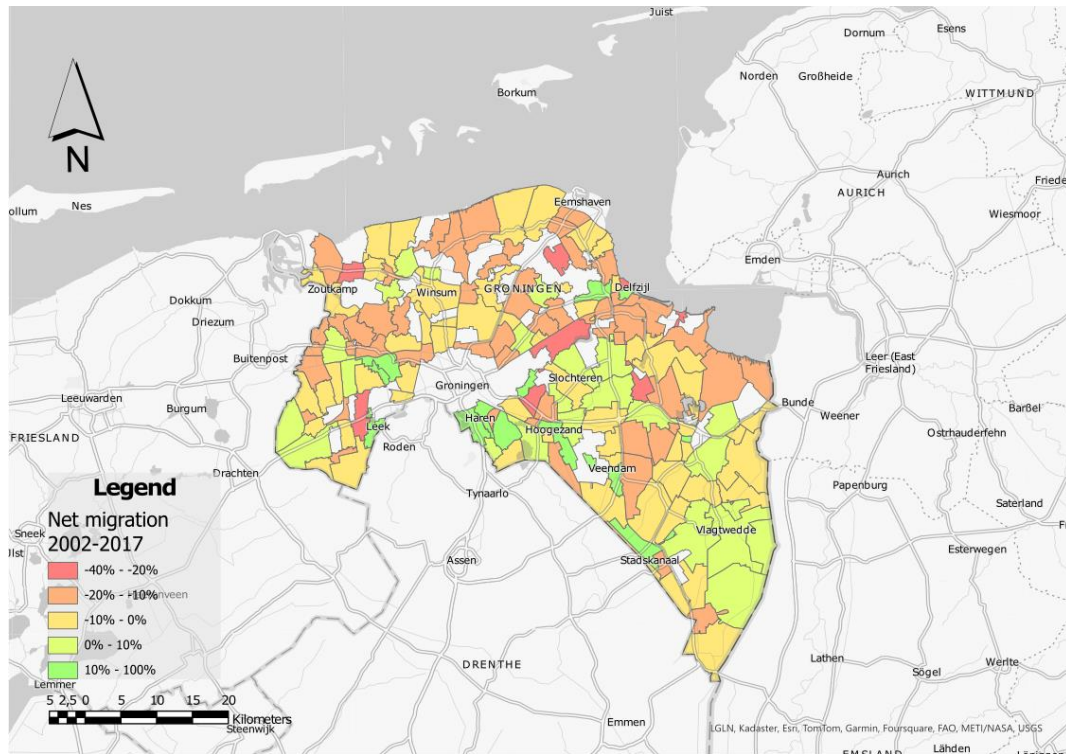 Juist
Dornum
Esens
Norden
Großheide
WITTMUND
Borkum
N
Nes
ollum
Aurich
AURICH
Friede
Wiesmoor
Eemshaven
Emden
Zoutkamp
Winsum
GRONINGEN
Delfzijl
Dokkum
Driezum
Buitenpost
Leer (East
Friesland)
Groningen
Slochteren
Leeuwarden
Burgum
Bunde
Weener
Barßel
FRIESLAND
Haren
Leek
Hoogezand
Ostrhauderfehn
Roden
Drachten
Veendam
Tynaarlo
Papenburg
Saterland
Legend
Net migration
2002-2017
-40% - -20%
-20% - -10%
-10% - 0%
0% - 10%
10% - 100%
Sneek
IJlst
Vlagtwedde
Esterwegen
Assen
Stadskanaal
DRENTHE
Lathen
Sögel
Werlte
Lemmer
5 2,5 0 5 10 15 20
Kilometers
Steenwijk
Emmen
LGLN, Kadaster, Esri, TomTom, Garmin, Foursquare, FAO, METI/NASA, USGS
EMSLAND
Lähden